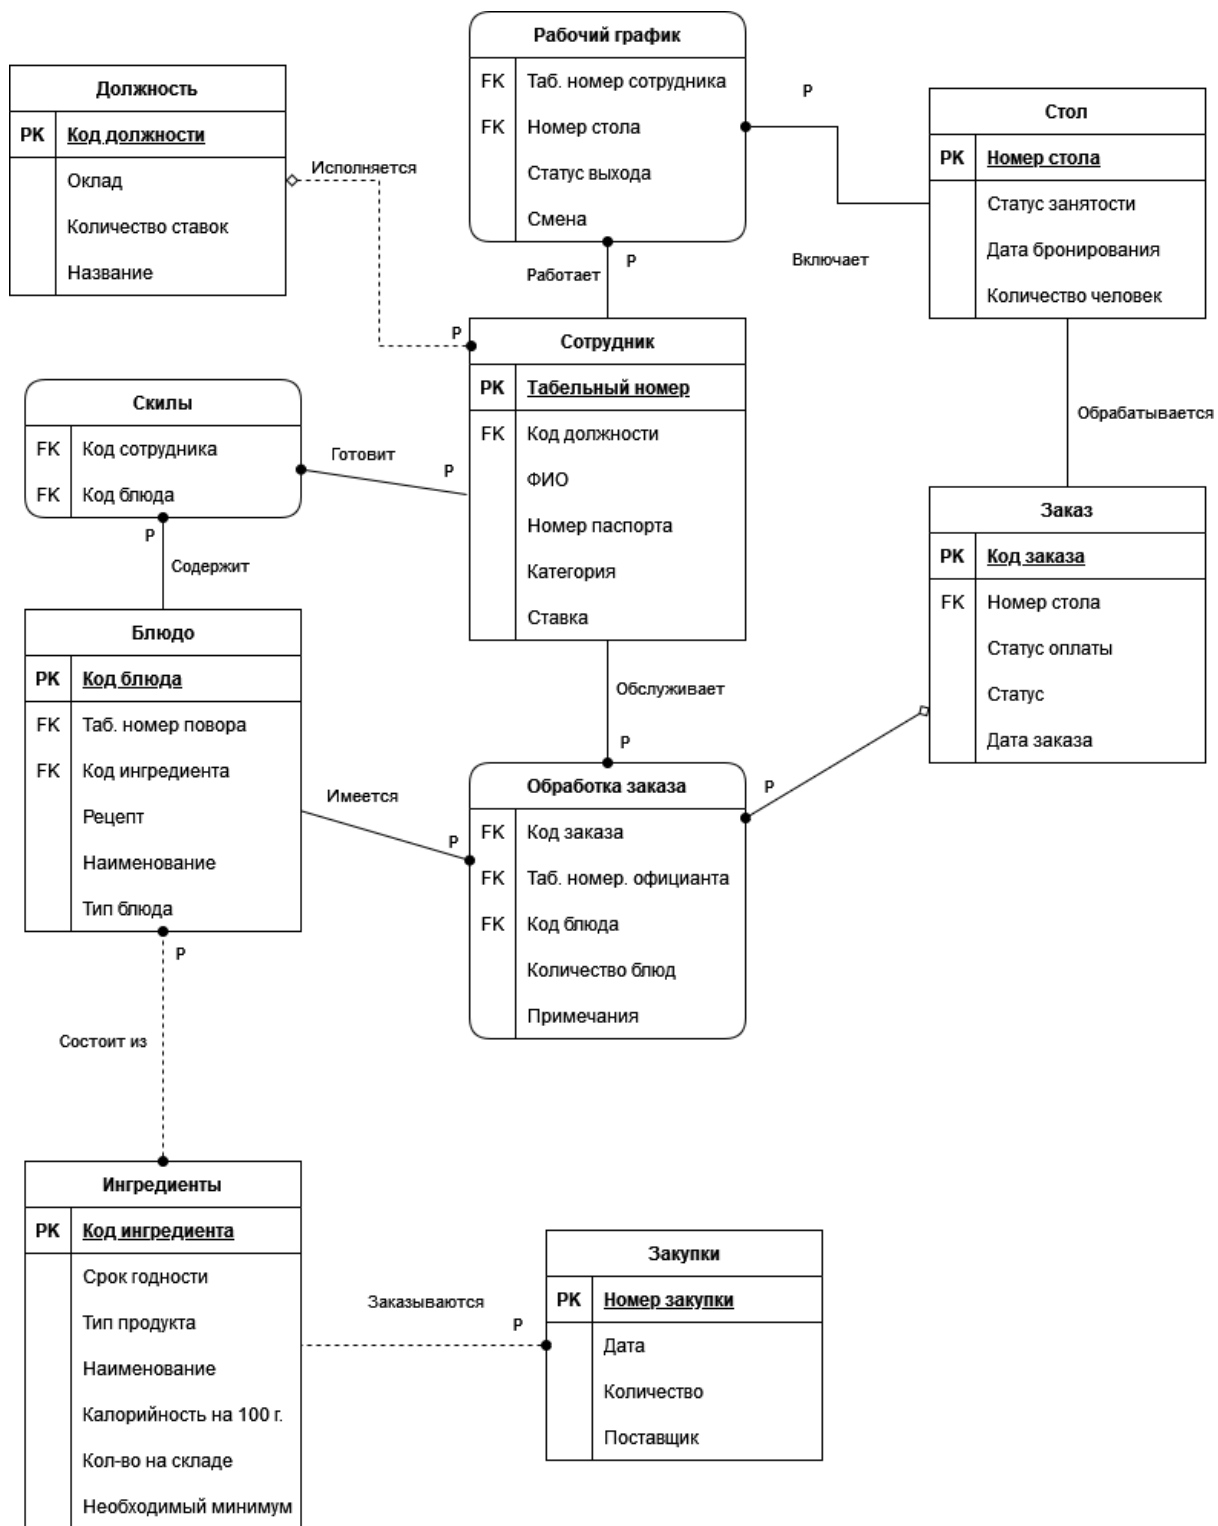 Рабочий график
FK Таб. номер сотрудника
FK Номер стола
Статус выхода
Смена
Должность
PK Код должности
Оклад
Количество ставок
Название
Исполняется
P
Стол
PK Номер стола
Статус занятости
Дата бронирования
Количество человек
P
Включает
Работает
P
Сотрудник
PK Табельный номер
FK Код должности
ФИО
Номер паспорта
Категория
Ставка
P
Скилы
FK Код сотрудника
FK Код блюда
Готовит
P
P
Содержит
Обрабатывается
Заказ
PK Код заказа
FK Номер стола
Статус оплаты
Статус
Дата заказа
Блюдо
PK Код блюда
FK Таб. номер повора
FK Код ингредиента
Рецепт
Наименование
Тип блюда
Обслуживает
P
Имеется
P
P
Обработка заказа
FK Код заказа
FK Таб. номер. официанта
FK Код блюда
Количество блюд
Примечания
P
Состоит из
Ингредиенты
PK Код ингредиента
Срок годности
Тип продукта
Наименование
Калорийность на 100 г.
Кол-во на складе
Необходимый минимум
Заказываются
P
Закупки
PK Номер закупки
Дата
Количество
Поставщик